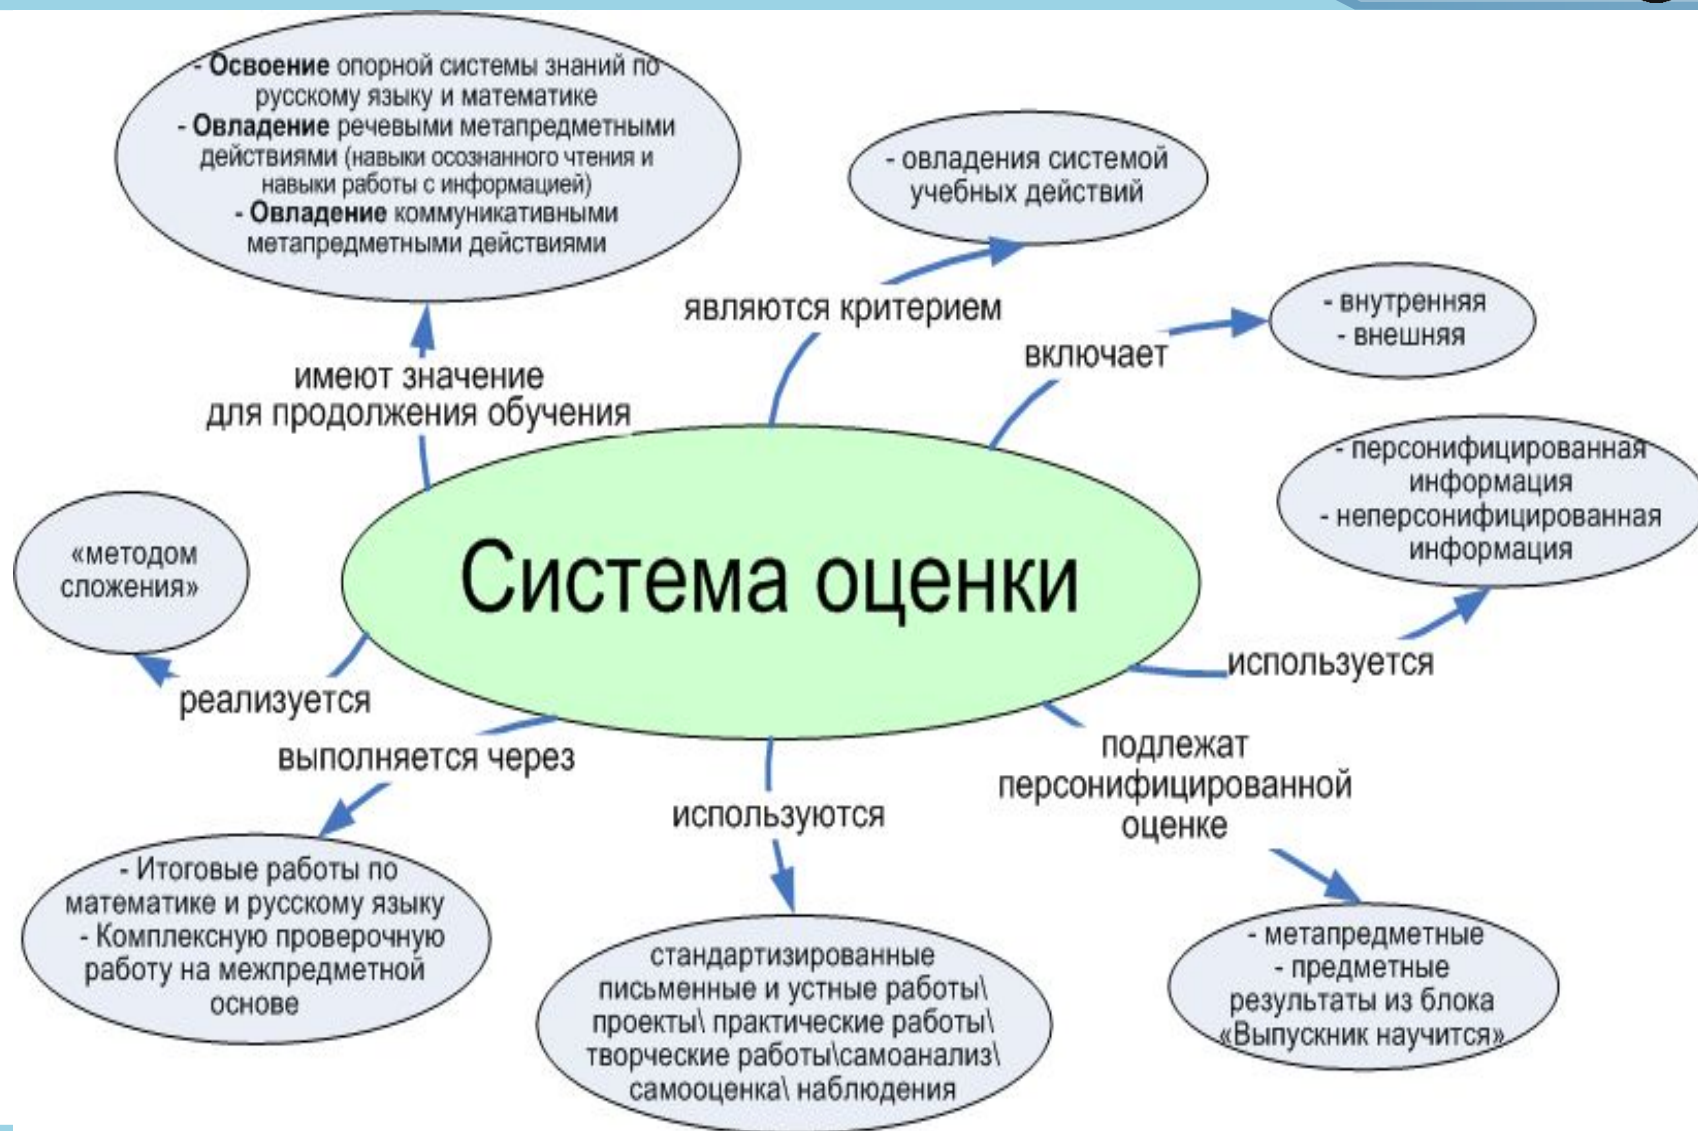 - Освоение опорной системы знаний по
русскому языку и математике
- Овладение речевыми метапредметными
действиями (навыки осознанного чтения и
навыки работы с информацией)
- Овладение коммуникативными
метапредметными действиями
- овладения системой
учебных действий
являются критерием
- внутренняя
- внешняя
включает
имеют значение
для продолжения обучения
- персонифицированная
информация
- неперсонифицированная
информация
«методом
сложения»
Система оценки
используется
реализуется
выполняется через
подлежат
персонифицированной
оценке
используются
- Итоговые работы по
математике и русскому языку
- Комплексную проверочную
работу на межпредметной
основе
стандартизированные
письменные и устные работы\
проекты\ практические работы\
творческие работы\самоанализ\
самооценка\ наблюдения
- метапредметные
- предметные
результаты из блока
«Выпускник научится»